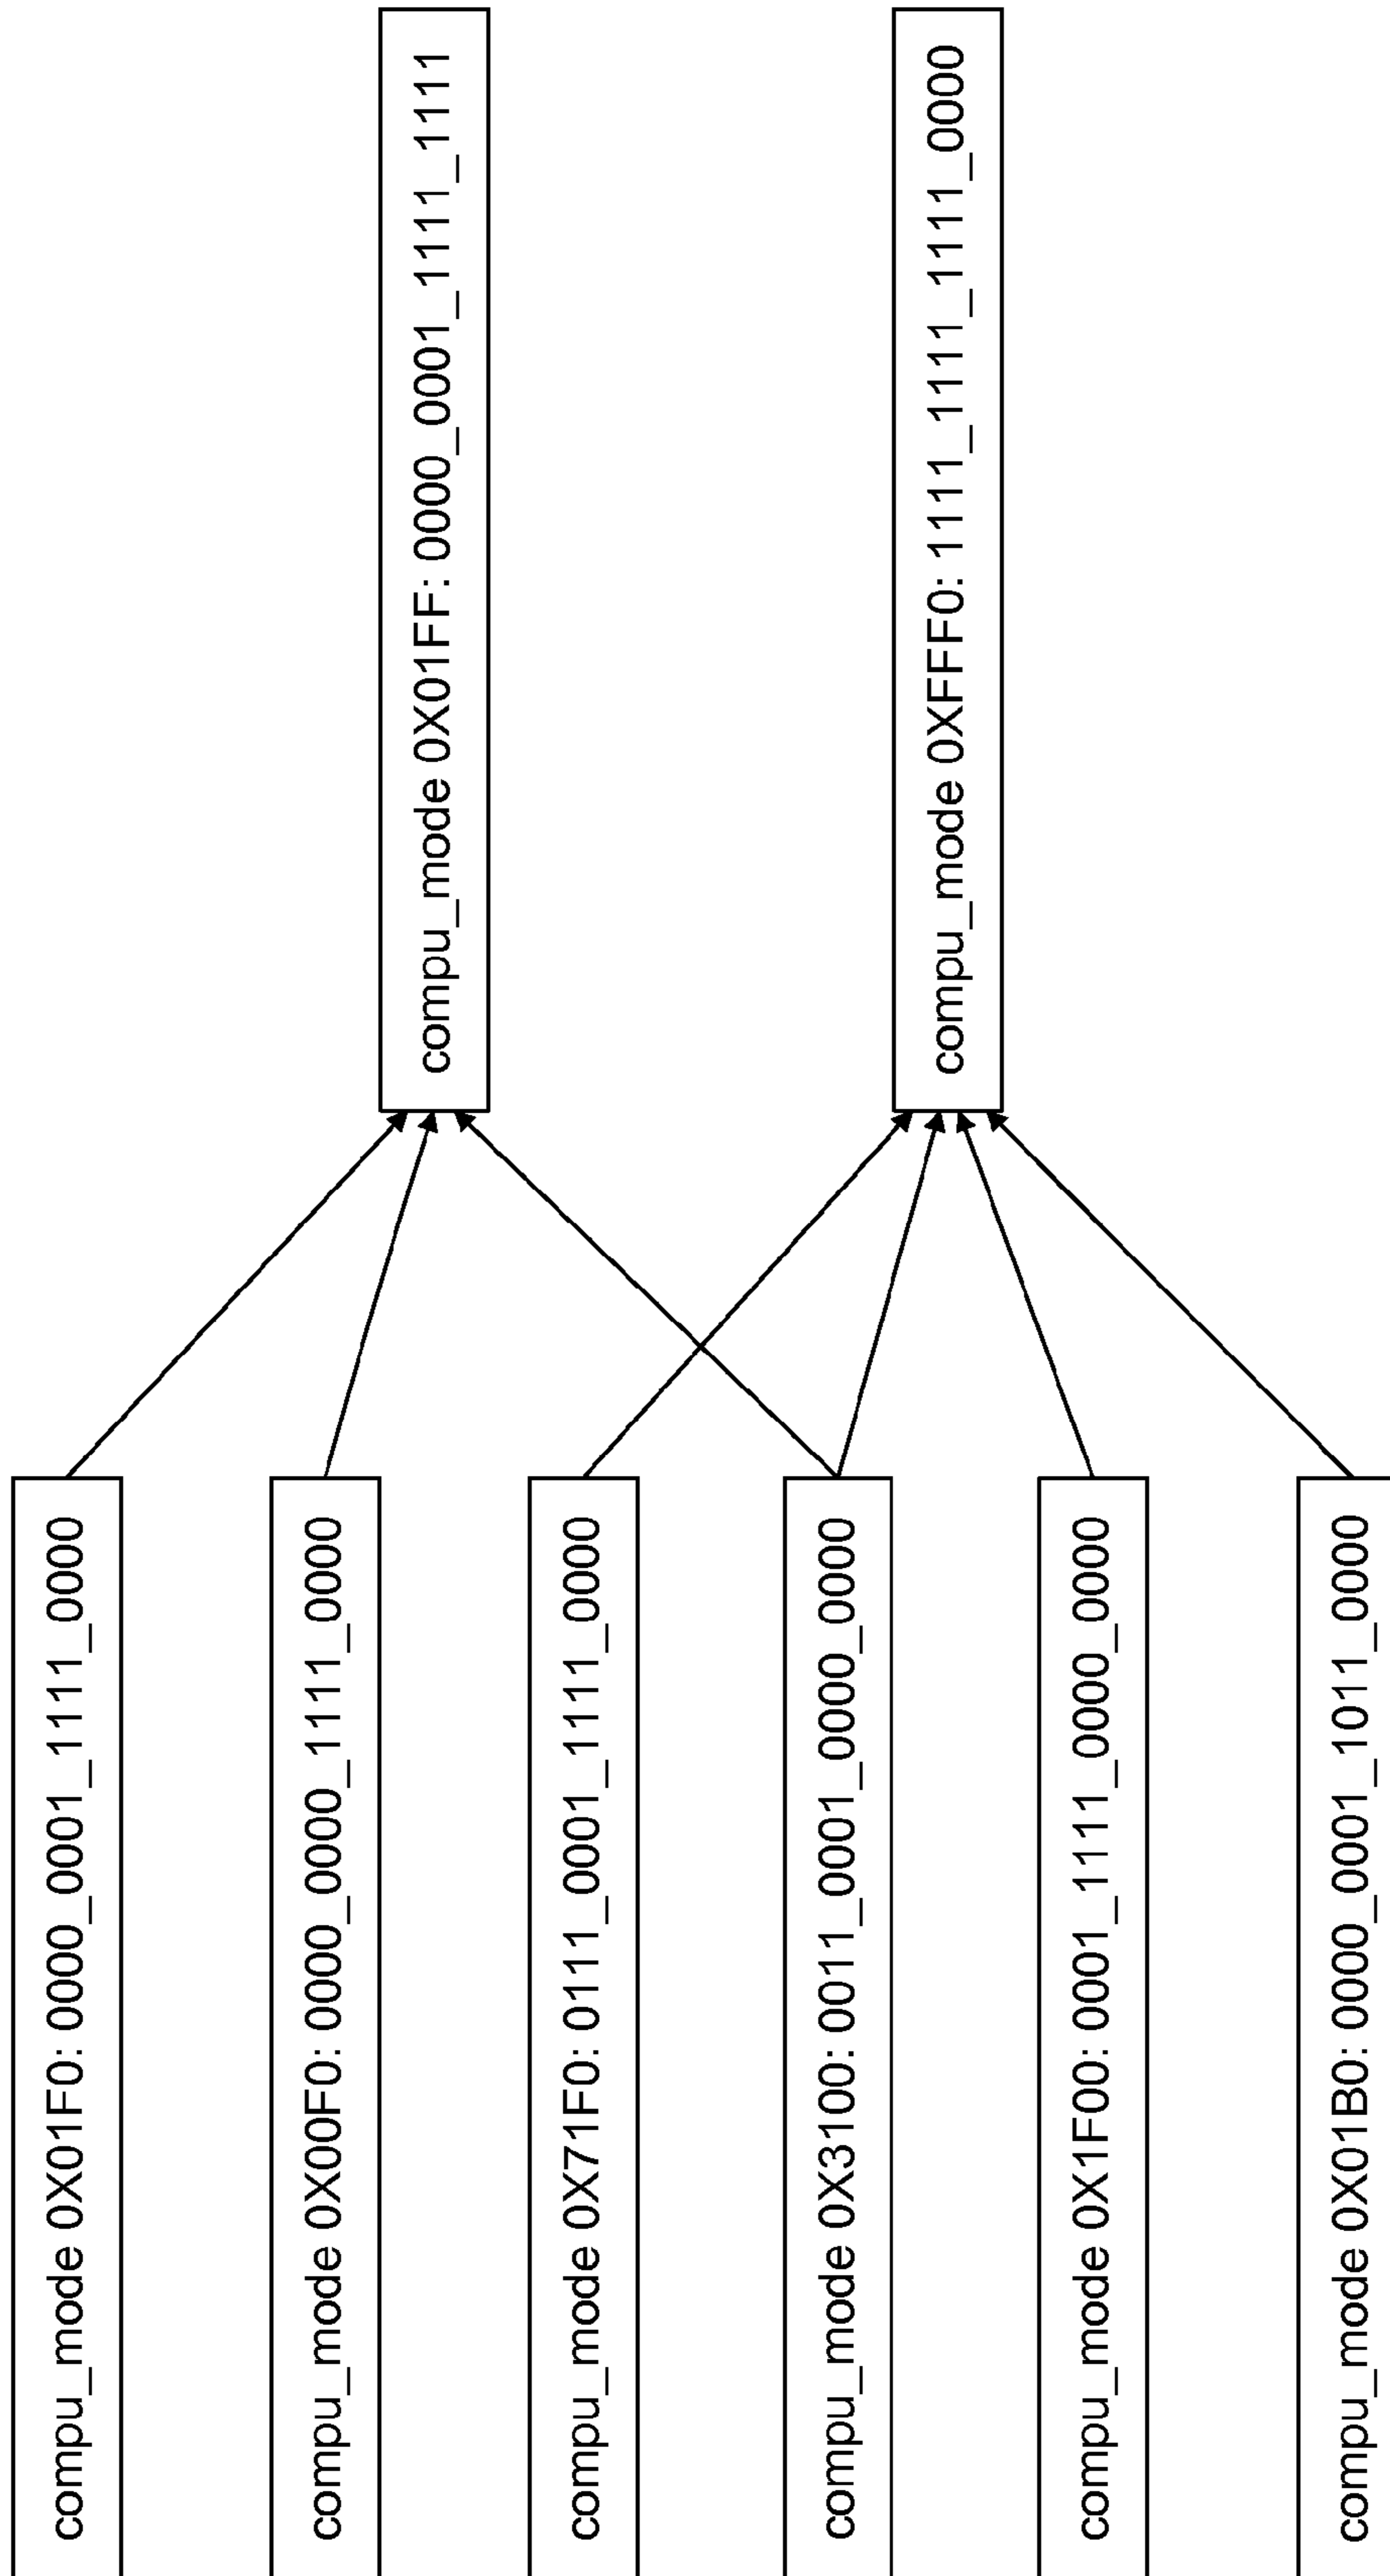 compu_mode 0X01F0: 0000_0001_1111_0000
compu_mode 0X00F0: 0000_0000_1111_0000
compu_mode 0X71F0: 0111_0001_1111_0000
compu_mode 0X3100: 0011_0001_0000_0000
compu_mode 0X1F00: 0001_1111_0000_0000
compu_mode 0X01B0: 0000_0001_1011_0000
compu_mode 0X01FF: 0000_0001_1111_1111
compu_mode 0XFFF0: 1111_1111_1111_0000